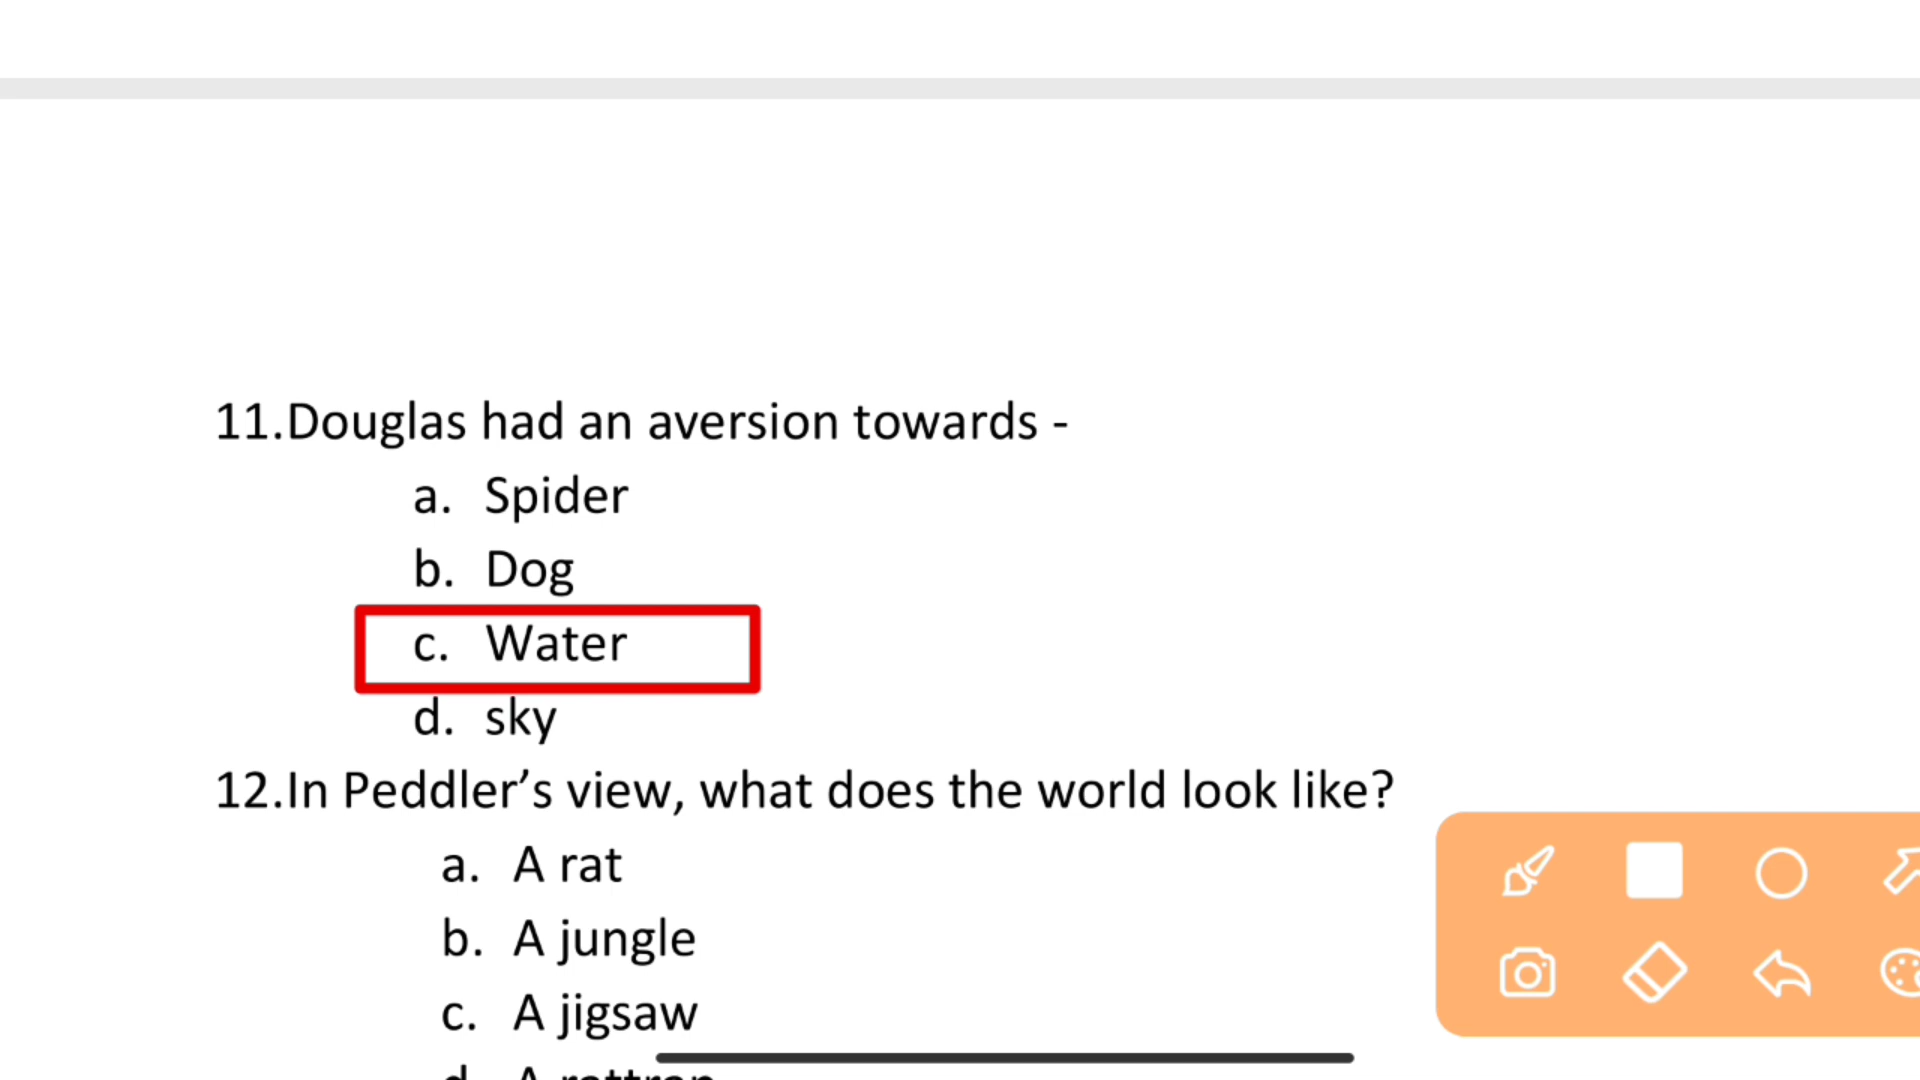 11.Douglas had an aversion towards -
a. Spider
b. Dog
c. Water
d. sky
12.In Peddler’s view, what does the world look like?
a. A rat
b. A jungle
c. A jigsaw
d. A rattrap